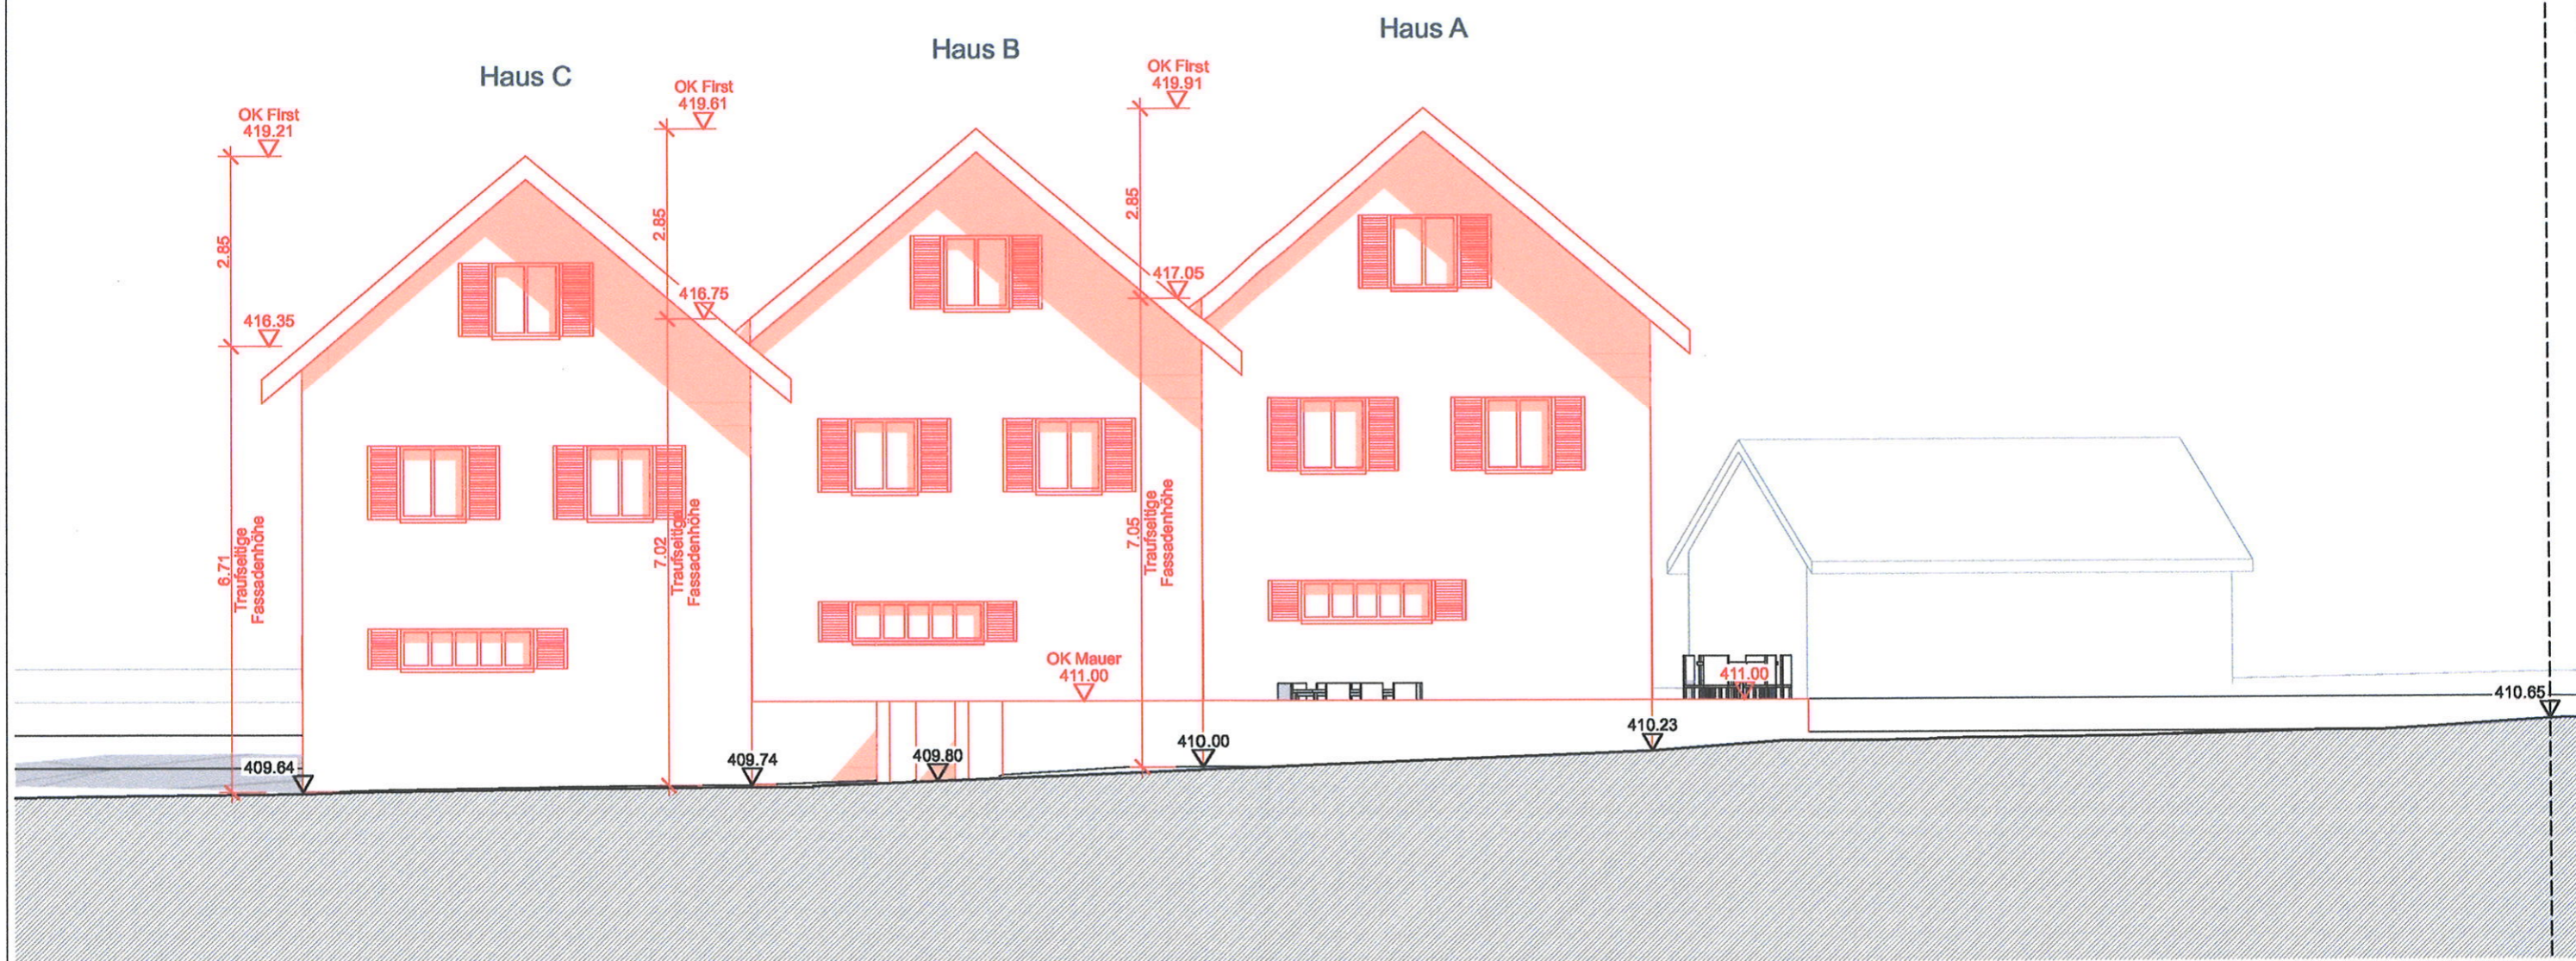 Haus A
Haus B
Haus C
OK First
419.21
2.85
416.35
6.71
Traufseitige
Fassadenhöhe
OK First
419.61
2.85
416.75
7.02
Traufseitige
Fassadenhöhe
OK First
419.91
2.85
417.05
7.05
Traufseitige
Fassadenhöhe
OK Mauer
411.00
411.00
409.64
409.74
409.80
410.00
410.23
410.65